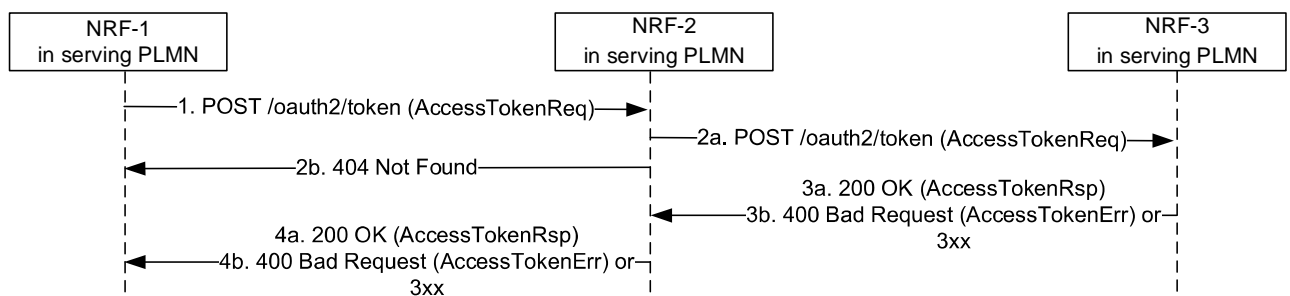 NRF-1
in serving PLMN
NRF-2
in serving PLMN
NRF-3
in serving PLMN
1. POST /oauth2/token (AccessTokenReq)
2a. POST /oauth2/token (AccessTokenReq)
2b. 404 Not Found
3a. 200 OK (AccessTokenRsp)
3b. 400 Bad Request (AccessTokenErr) or
3xx
4a. 200 OK (AccessTokenRsp)
4b. 400 Bad Request (AccessTokenErr) or
3xx